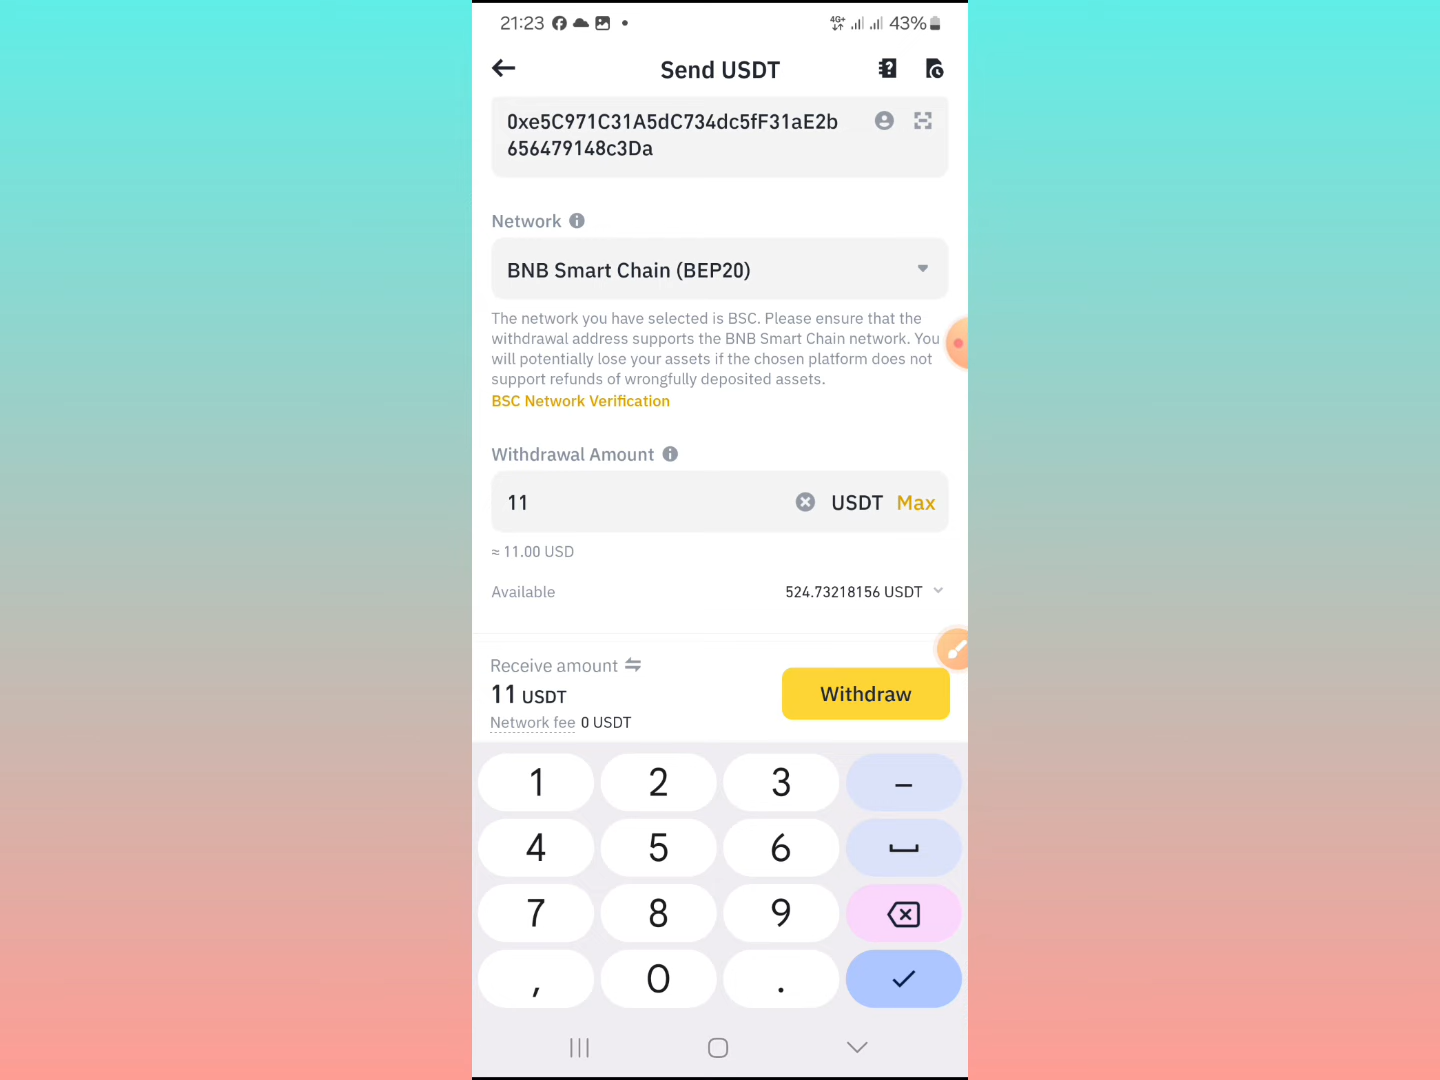 21:23 43%
4G+
Send USDT
0xe5C971C31A5dC734dc5fF31aE2b
656479148c3Da
Network
BNB Smart Chain (BEP20)
The network you have selected is BSC. Please ensure that the
withdrawal address supports the BNB Smart Chain network. You
will potentially lose your assets if the chosen platform does not
support refunds of wrongfully deposited assets.
BSC Network Verification
Withdrawal Amount
11 USDT Max
≈ 11.00 USD
Available 524.73218156 USDT
Receive amount
11 USDT
Withdraw
Network fee 0 USDT
1 2 3 –
4 5 6
7 8 9
, 0 .